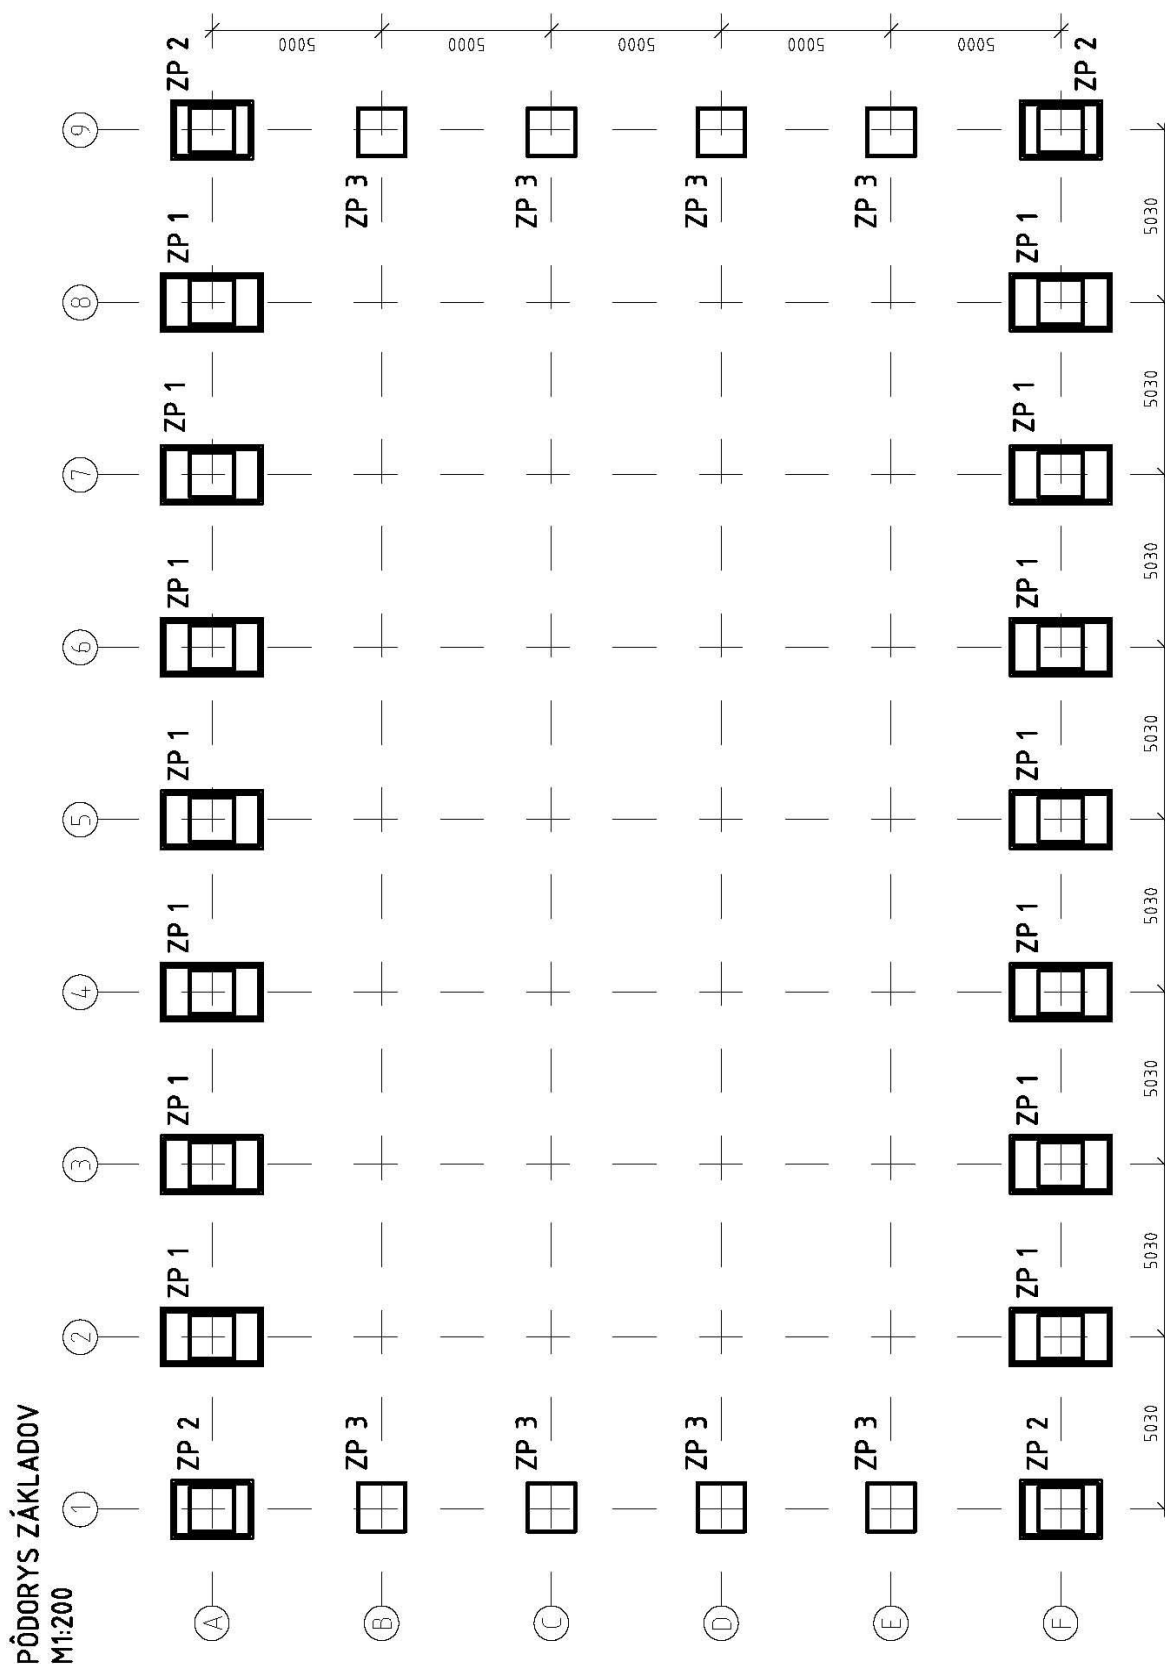 PÔDORYS ZÁKLADOV
M1:200
1 2 3 4 5 6 7 8 9
ZP 2 ZP 1 ZP 1 ZP 1 ZP 1 ZP 1 ZP 1 ZP 1 ZP 2
A
5000
ZP 3 ZP 3
B
5000
ZP 3 ZP 3
C
5000
ZP 3 ZP 3
D
5000
ZP 3 ZP 3
E
5000
ZP 2 ZP 1 ZP 1 ZP 1 ZP 1 ZP 1 ZP 1 ZP 1 ZP 2
F
5030 5030 5030 5030 5030 5030 5030 5030